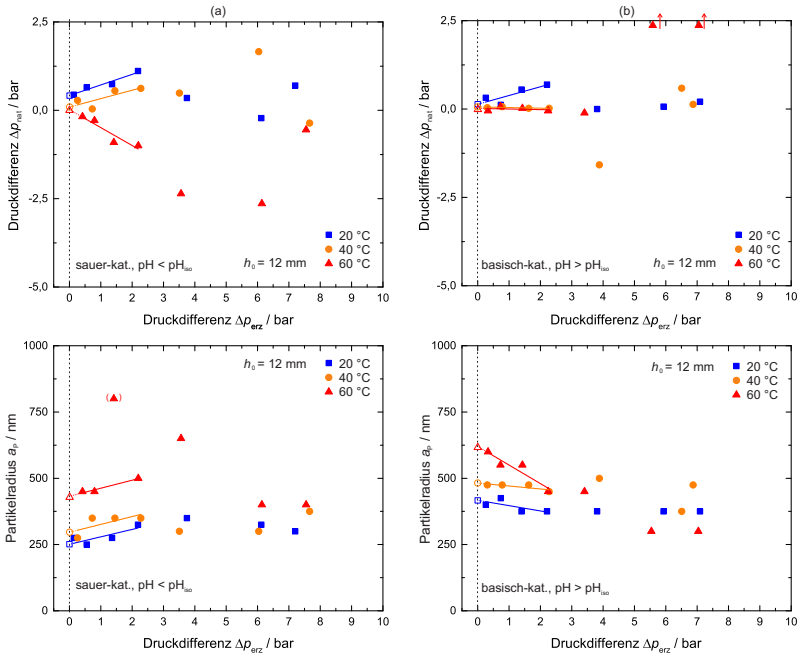 (a)
(b)
2,5
0,0
-2,5
-5,0
Druckdifferenz Δp_nat / bar
20 °C
40 °C
60 °C
sauer-kat., pH < pH_iso
h_0 = 12 mm
0 1 2 3 4 5 6 7 8 9 10
Druckdifferenz Δp_erz / bar
2,5
0,0
-2,5
5,0
Druckdifferenz Δp_nat / bar
20 °C
40 °C
60 °C
basisch-kat., pH > pH_iso
h_0 = 12 mm
0 1 2 3 4 5 6 7 8 9 10
Druckdifferenz Δp_erz / bar
1000
750
500
250
0
Partikelradius a_P / nm
h_0 = 12 mm
20 °C
40 °C
60 °C
( )
sauer-kat., pH < pH_iso
0 1 2 3 4 5 6 7 8 9 10
Druckdifferenz Δp_erz / bar
1000
750
500
250
0
Partikelradius a_P / nm
h_0 = 12 mm
20 °C
40 °C
60 °C
basisch-kat., pH > pH_iso
0 1 2 3 4 5 6 7 8 9 10
Druckdifferenz Δp_erz / bar